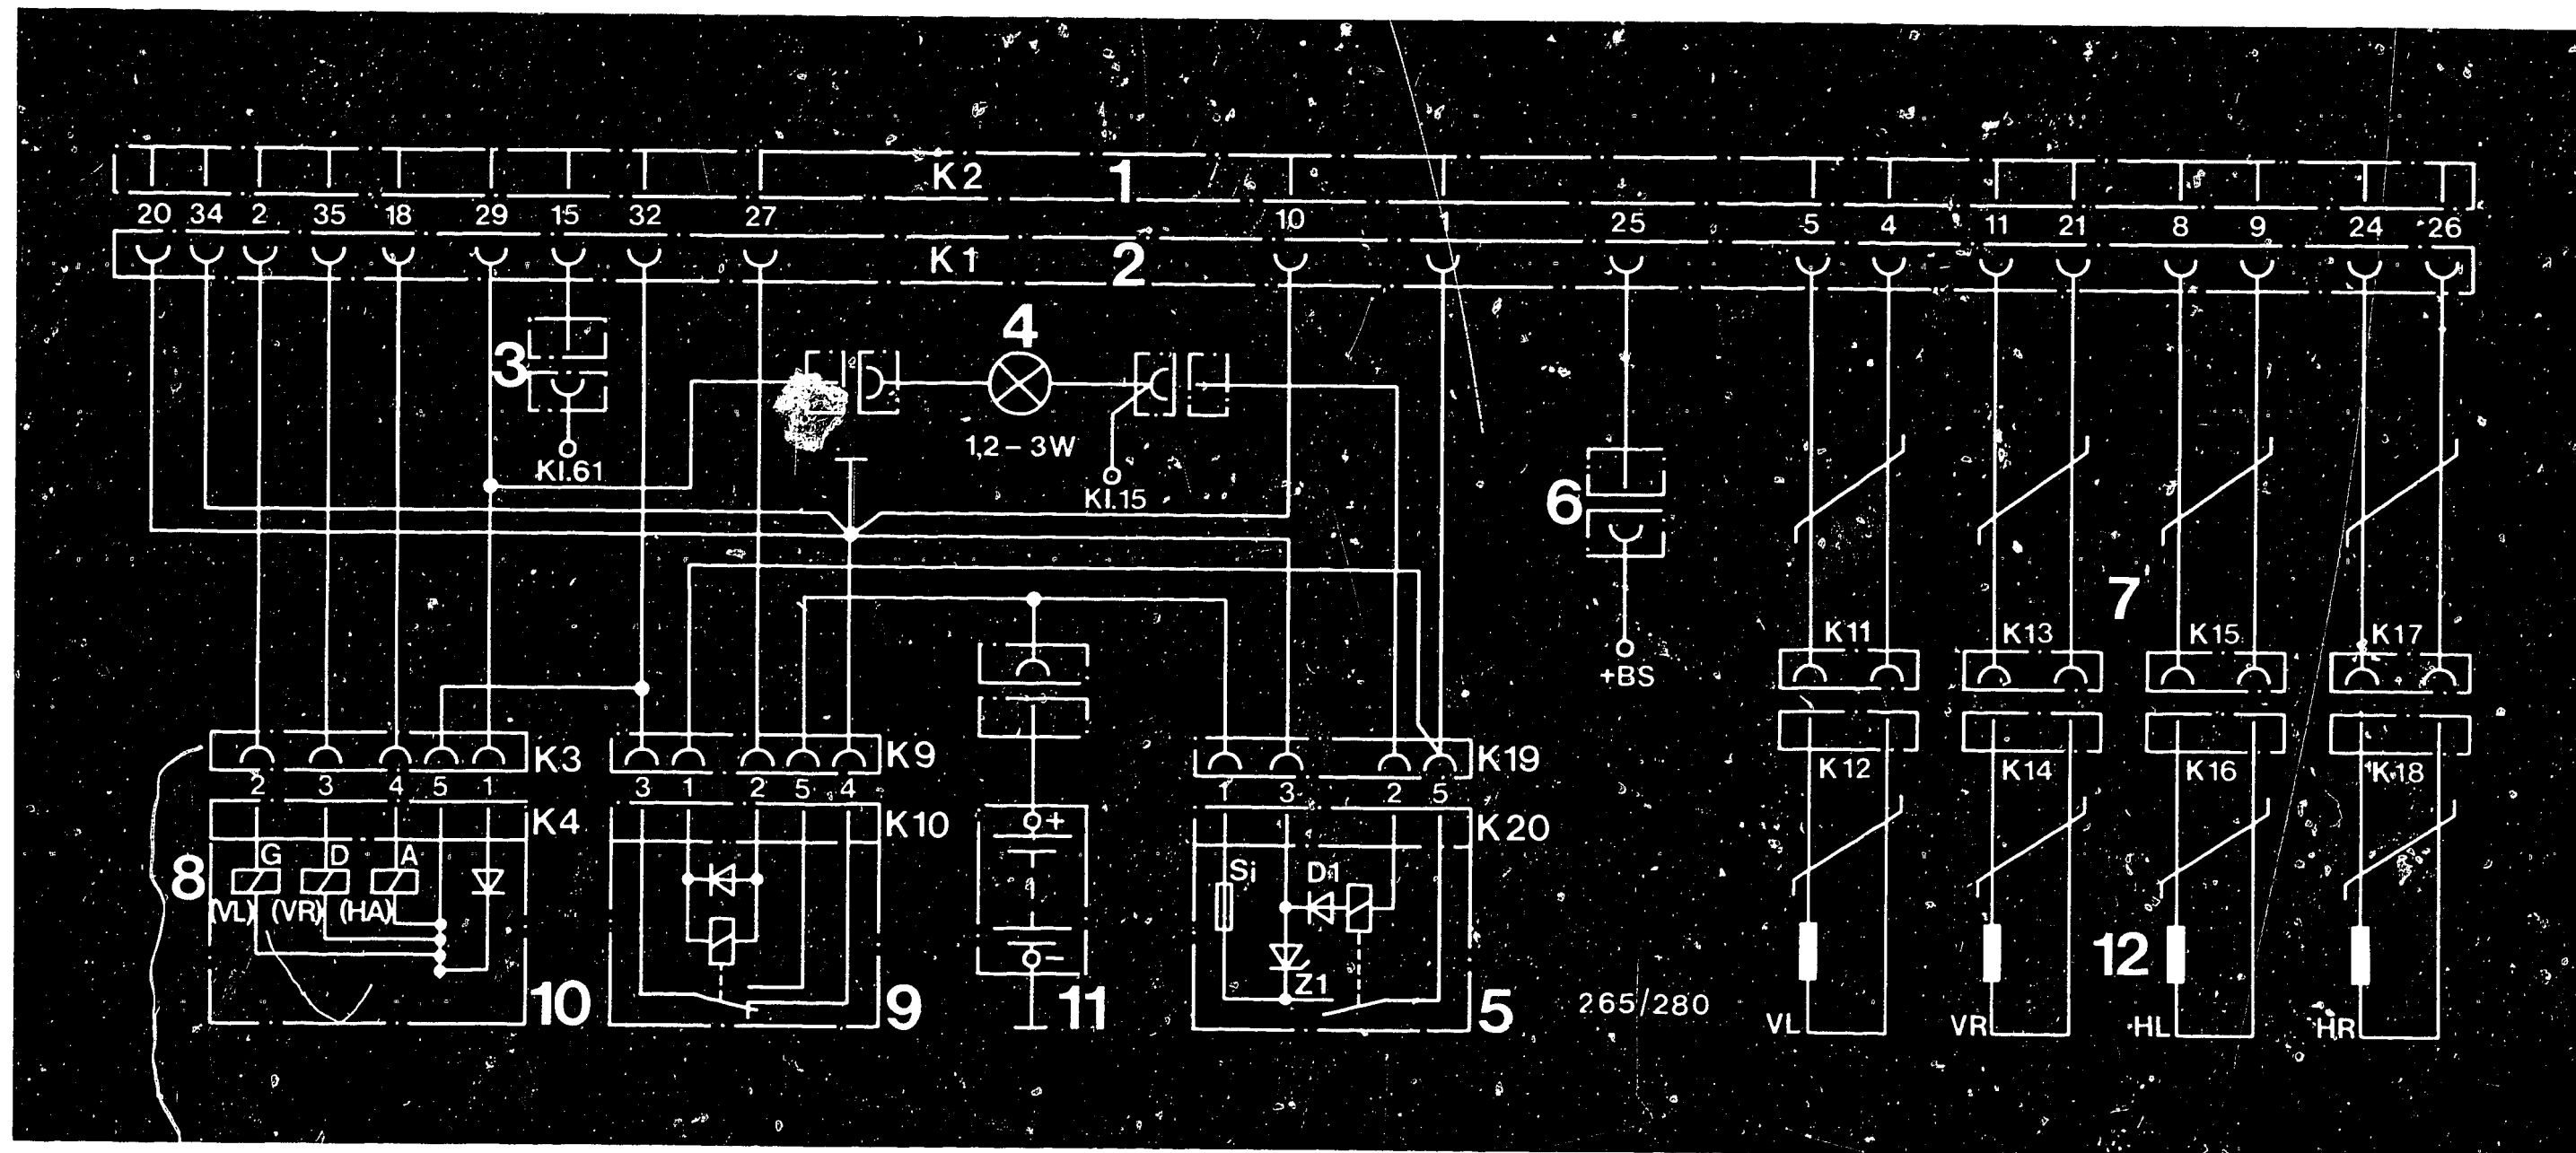 K2 1
20 34 2 35 18 29 15 32 27 10 1 25 5 4 11 21 8 9 24 26
K1 2
3
4
Kl.61
1,2 – 3W
Kl.15
6
+BS
7
K11 K13 K15 K17
K3 K9 K19
2 3 4 5 1
3 1 2 5 4
1 3 2 5
K12 K14 K16 K18
K4 K10 K20
8
G D A
(VL) (VR) (HA)
+
−
Si D1
Z1
10 9 11 5
265/280
12
VL VR HL HR